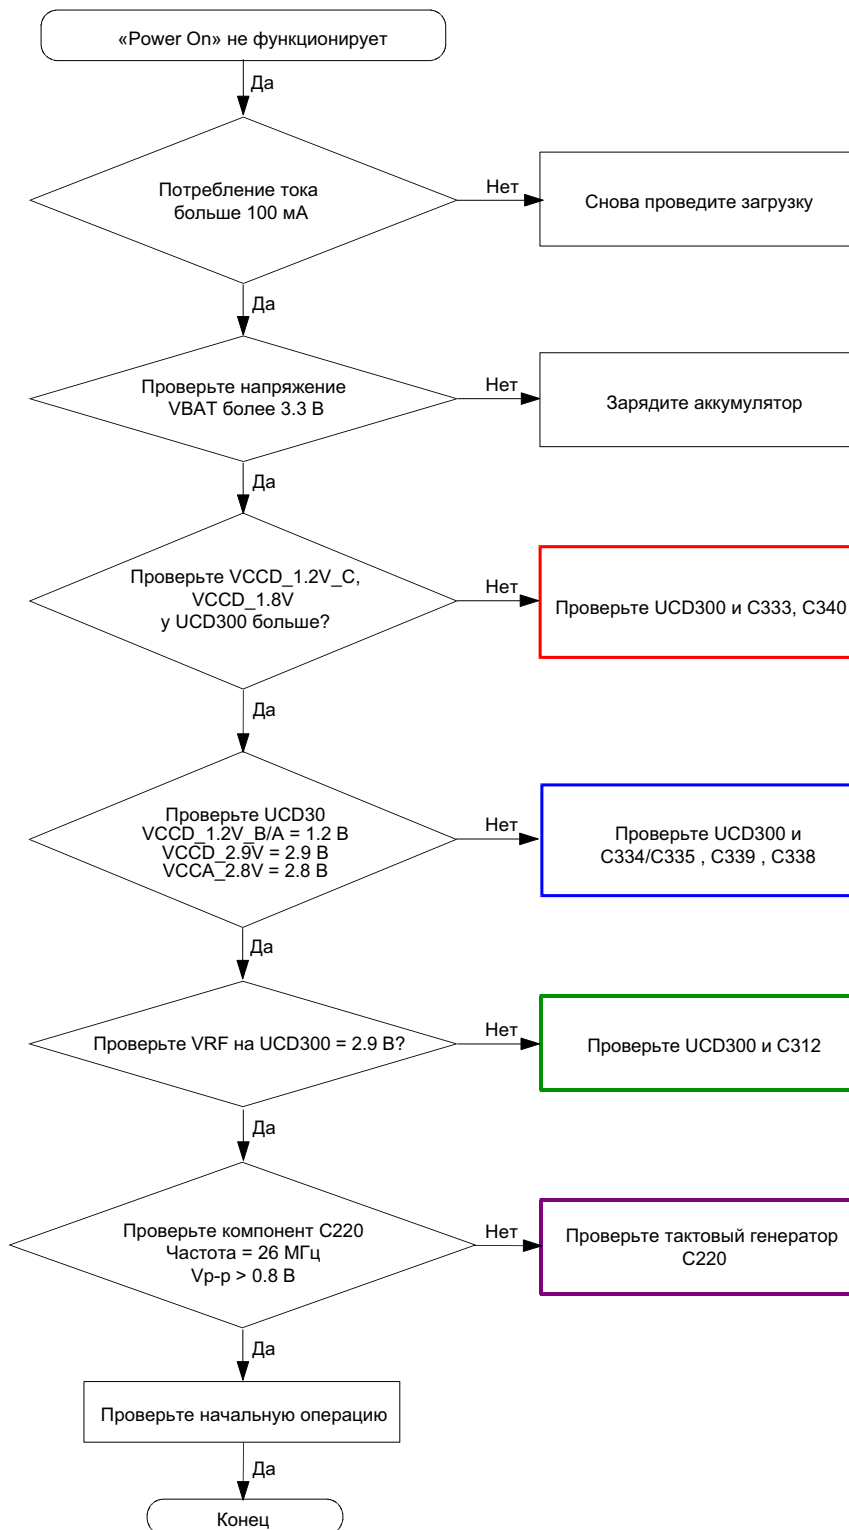 «Power On» не функционирует
Да
Потребление тока
больше 100 мА
Нет
Снова проведите загрузку
Да
Проверьте напряжение
VBAT более 3.3 В
Нет
Зарядите аккумулятор
Да
Проверьте VCCD_1.2V_C,
VCCD_1.8V
у UCD300 больше?
Нет
Проверьте UCD300 и C333, C340
Да
Проверьте UCD30
VCCD_1.2V_B/A = 1.2 В
VCCD_2.9V = 2.9 В
VCCA_2.8V = 2.8 В
Нет
Проверьте UCD300 и
C334/C335 , C339 , C338
Да
Проверьте VRF на UCD300 = 2.9 В?
Нет
Проверьте UCD300 и C312
Да
Проверьте компонент C220
Частота = 26 МГц
Vp-p > 0.8 В
Нет
Проверьте тактовый генератор
C220
Да
Проверьте начальную операцию
Да
Конец